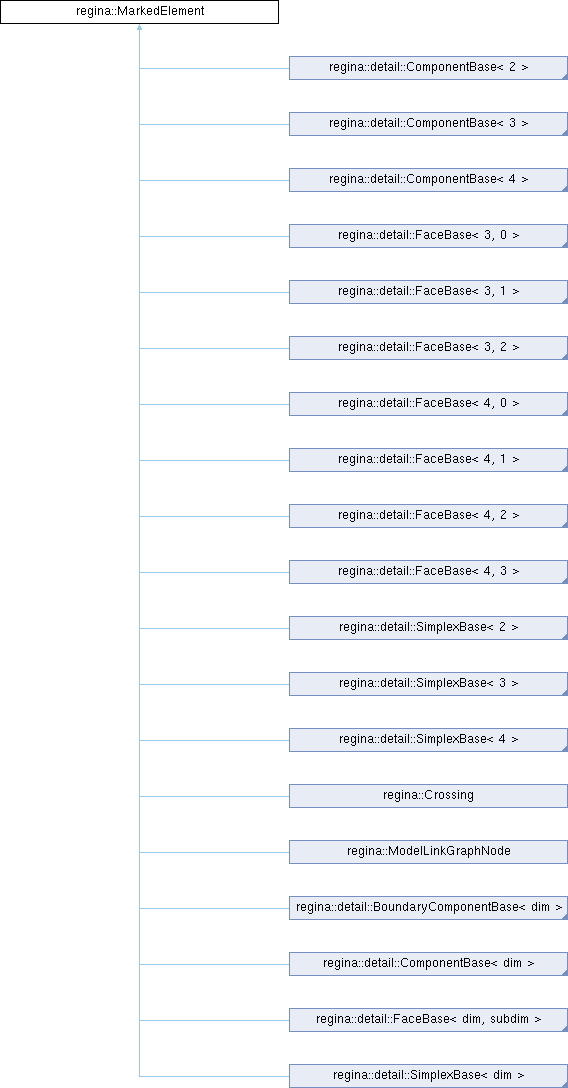 regina::MarkedElement
regina::detail::ComponentBase< 2 >
regina::detail::ComponentBase< 3 >
regina::detail::ComponentBase< 4 >
regina::detail::FaceBase< 3, 0 >
regina::detail::FaceBase< 3, 1 >
regina::detail::FaceBase< 3, 2 >
regina::detail::FaceBase< 4, 0 >
regina::detail::FaceBase< 4, 1 >
regina::detail::FaceBase< 4, 2 >
regina::detail::FaceBase< 4, 3 >
regina::detail::SimplexBase< 2 >
regina::detail::SimplexBase< 3 >
regina::detail::SimplexBase< 4 >
regina::Crossing
regina::ModelLinkGraphNode
regina::detail::BoundaryComponentBase< dim >
regina::detail::ComponentBase< dim >
regina::detail::FaceBase< dim, subdim >
regina::detail::SimplexBase< dim >